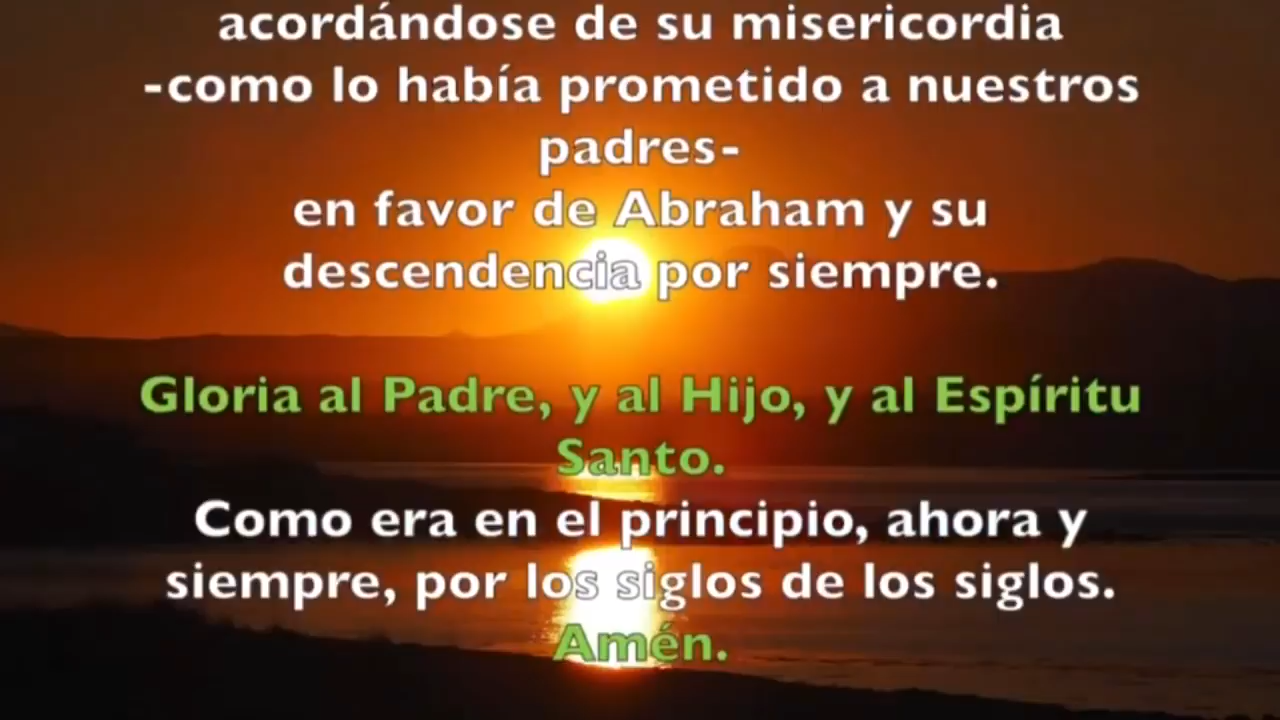 acordándose de su misericordia
-como lo había prometido a nuestros
padres-
en favor de Abraham y su
descendencia por siempre.
Gloria al Padre, y al Hijo, y al Espíritu
Santo.
Como era en el principio, ahora y
siempre, por los siglos de los siglos.
Amén.